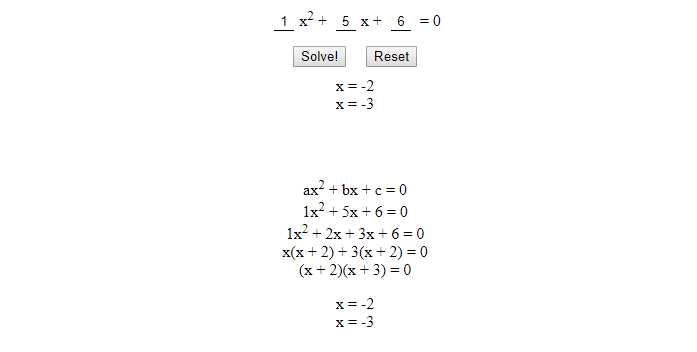 1 x² + 5 x + 6 = 0
Solve! Reset
x = -2
x = -3
ax² + bx + c = 0
1x² + 5x + 6 = 0
1x² + 2x + 3x + 6 = 0
x(x + 2) + 3(x + 2) = 0
(x + 2)(x + 3) = 0
x = -2
x = -3